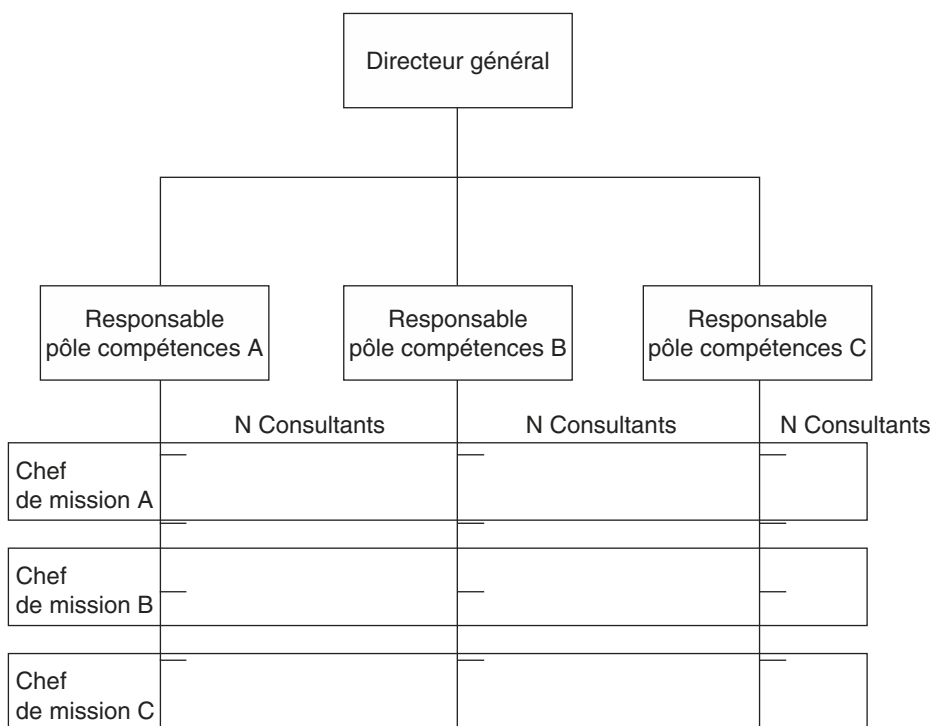 Directeur général
Responsable
pôle compétences A
Responsable
pôle compétences B
Responsable
pôle compétences C
N Consultants
N Consultants
N Consultants
Chef
de mission A
Chef
de mission B
Chef
de mission C